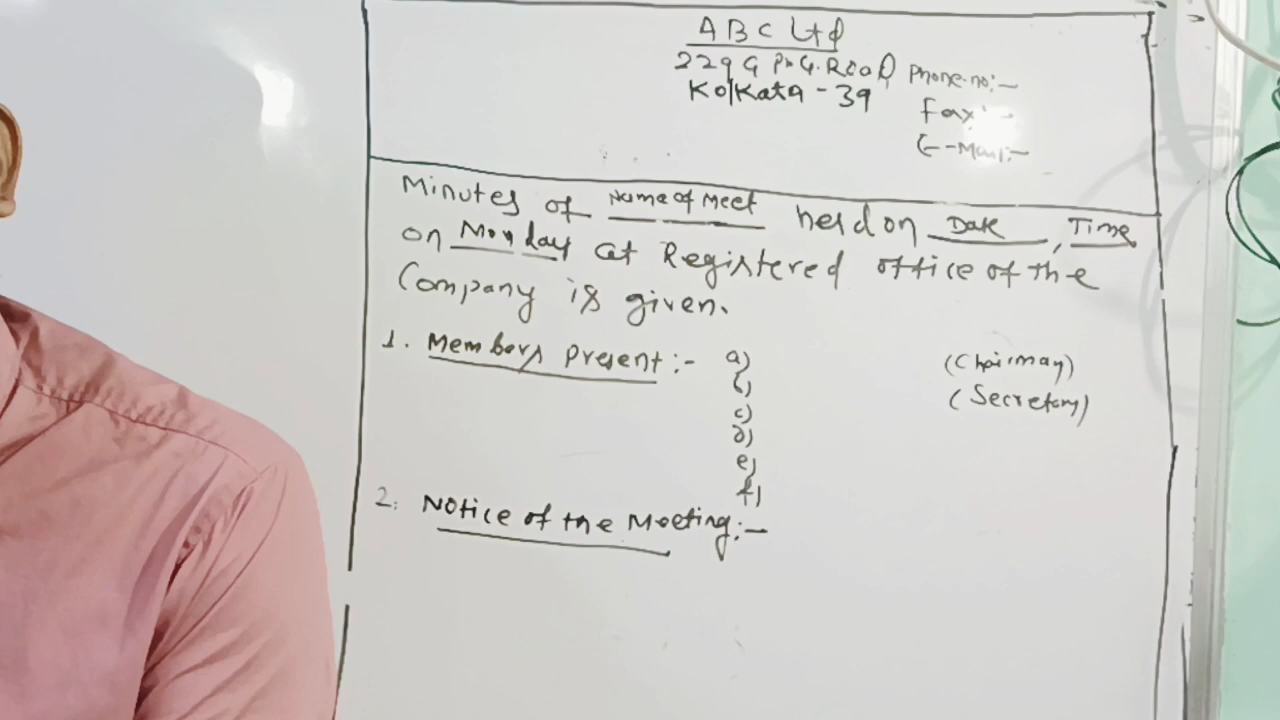 ABC Ltd
229 G P.G. Road Phone.no:-
Kolkata - 39 Fax:-
E-Mail:-
Minutes of Name of Meet held on Date, Time
on Monday at Registered office of the
Company is given.
1. Members present:- a) (Chairman)
b) (Secretary)
c)
d)
e)
f)
2. Notice of the Meeting:-